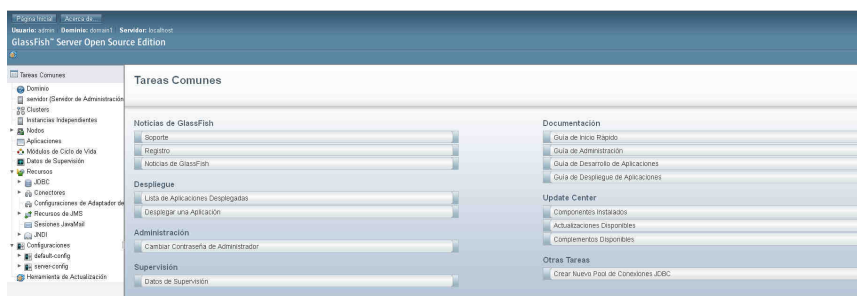 Página Inicial Acerca de...
Usuario: admin Dominio: domain1 Servidor: localhost
GlassFish™ Server Open Source Edition
Tareas Comunes
Dominio
servidor (Servidor de Administración
Clusters
Instancias Independientes
Nodos
Aplicaciones
Módulos de Ciclo de Vida
Datos de Supervisión
Recursos
JDBC
Conectores
Configuraciones de Adaptador de
Recursos de JMS
Sesiones JavaMail
JNDI
Configuraciones
default-config
server-config
Herramienta de Actualización
Tareas Comunes
Noticias de GlassFish
Soporte
Registro
Noticias de GlassFish
Despliegue
Lista de Aplicaciones Desplegadas
Desplegar una Aplicación
Administración
Cambiar Contraseña de Administrador
Supervisión
Datos de Supervisión
Documentación
Guía de Inicio Rápido
Guía de Administración
Guía de Desarrollo de Aplicaciones
Guía de Despliegue de Aplicaciones
Update Center
Componentes Instalados
Actualizaciones Disponibles
Complementos Disponibles
Otras Tareas
Crear Nuevo Pool de Conexiones JDBC